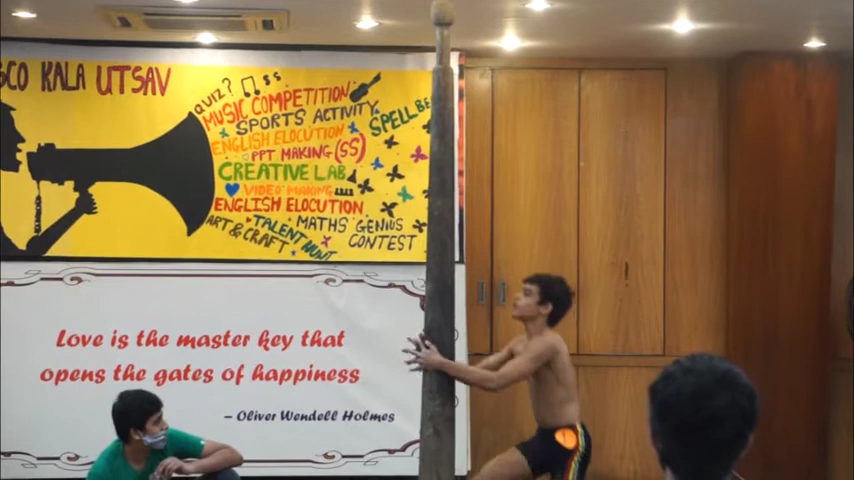 SCO KALA UTSAV
QUIZ?
MUSIC COMPETITION
SPORTS ACTIVITY
ENGLISH ELOCUTION
SPELL BE
PPT MAKING (SS)
CREATIVE LAB
VIDEO MAKING
ENGLISH ELOCUTION
MATHS GENIUS
CONTEST
ART & CRAFT
TALENT HUNT
Love is the master key that
opens the gates of happiness.
– Oliver Wendell Holmes